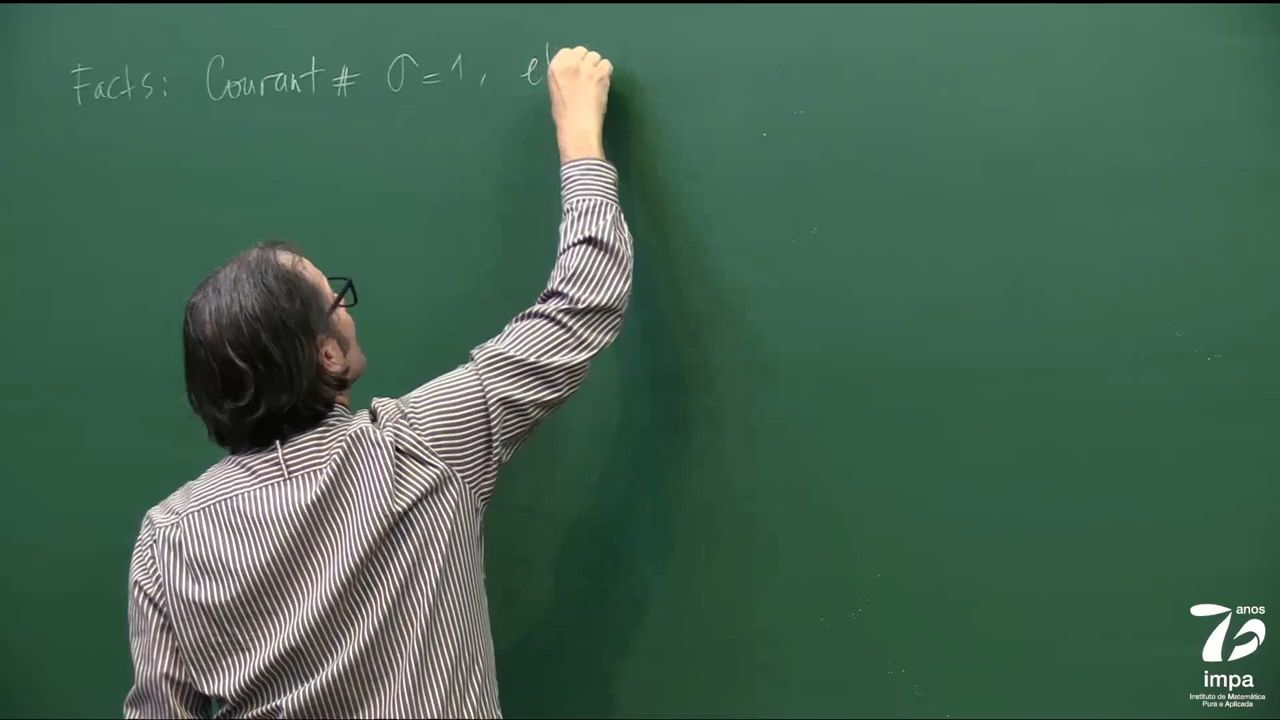 Facts: Courant # σ = 1,
75 anos
impa
Instituto de Matemática
Pura e Aplicada